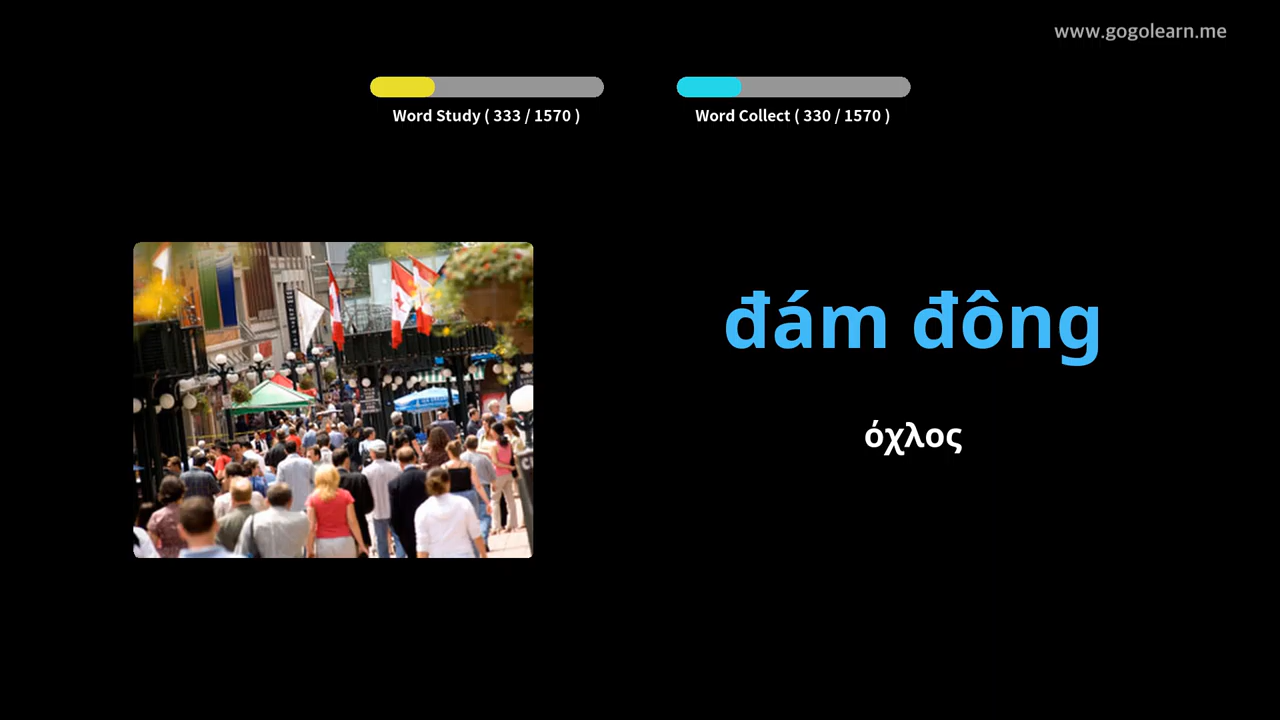 www.gogolearn.me
Word Study ( 333 / 1570 )
Word Collect ( 330 / 1570 )
đám đông
όχλος